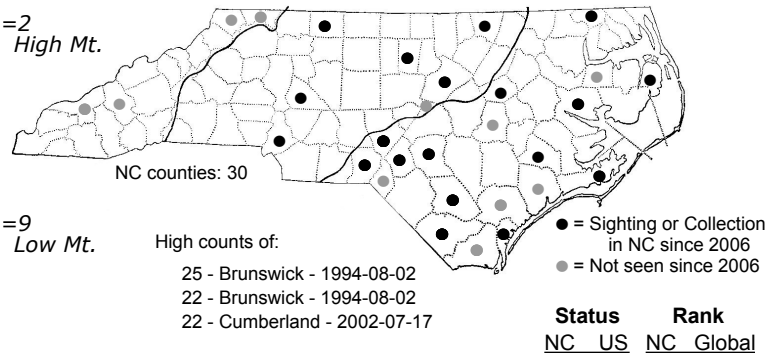 =2
High Mt.
NC counties: 30
=9
Low Mt.
High counts of:
25 - Brunswick - 1994-08-02
22 - Brunswick - 1994-08-02
22 - Cumberland - 2002-07-17
= Sighting or Collection
in NC since 2006
= Not seen since 2006
Status Rank
NC US NC Global